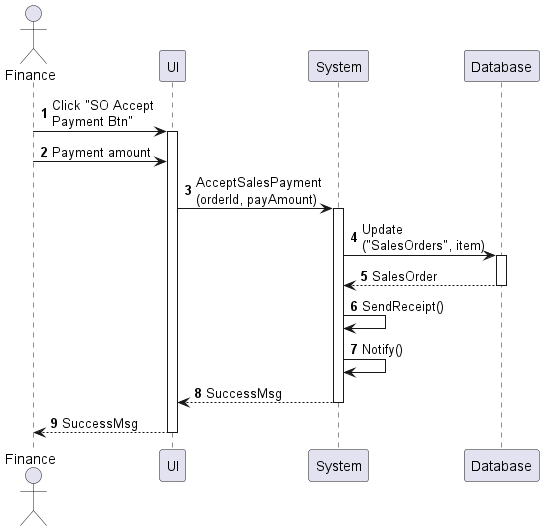 Finance
UI
System
Database
1 Click "SO Accept
Payment Btn"
2 Payment amount
3 AcceptSalesPayment
(orderId, payAmount)
4 Update
("SalesOrders", item)
5 SalesOrder
6 SendReceipt()
7 Notify()
8 SuccessMsg
9 SuccessMsg
Finance
UI
System
Database